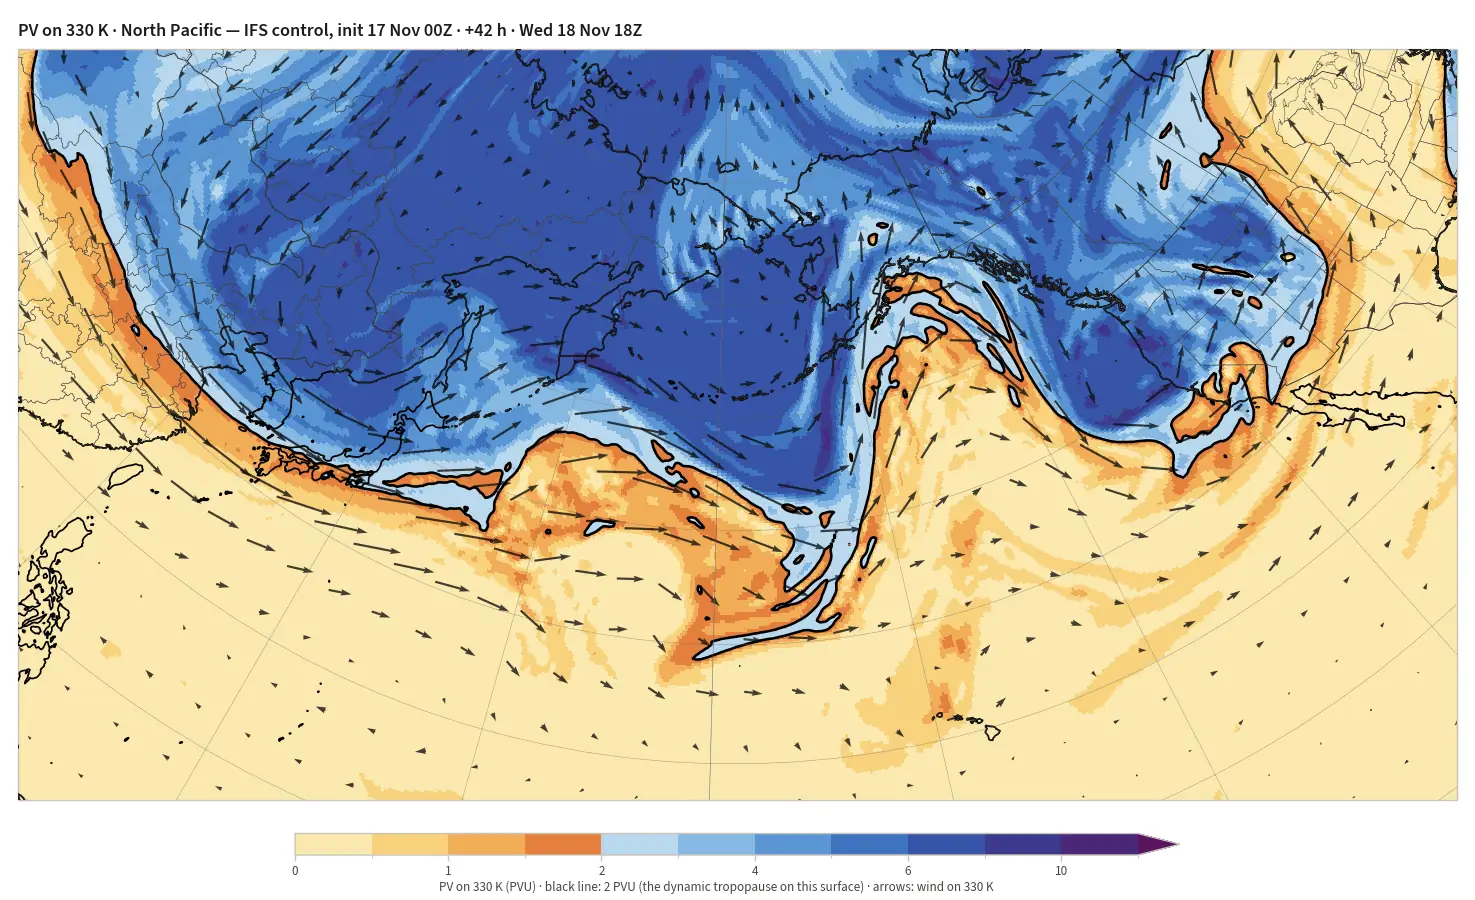 PV on 330 K · North Pacific — IFS control, init 17 Nov 00Z · +42 h · Wed 18 Nov 18Z
0 1 2 4 6 10
PV on 330 K (PVU) · black line: 2 PVU (the dynamic tropopause on this surface) · arrows: wind on 330 K